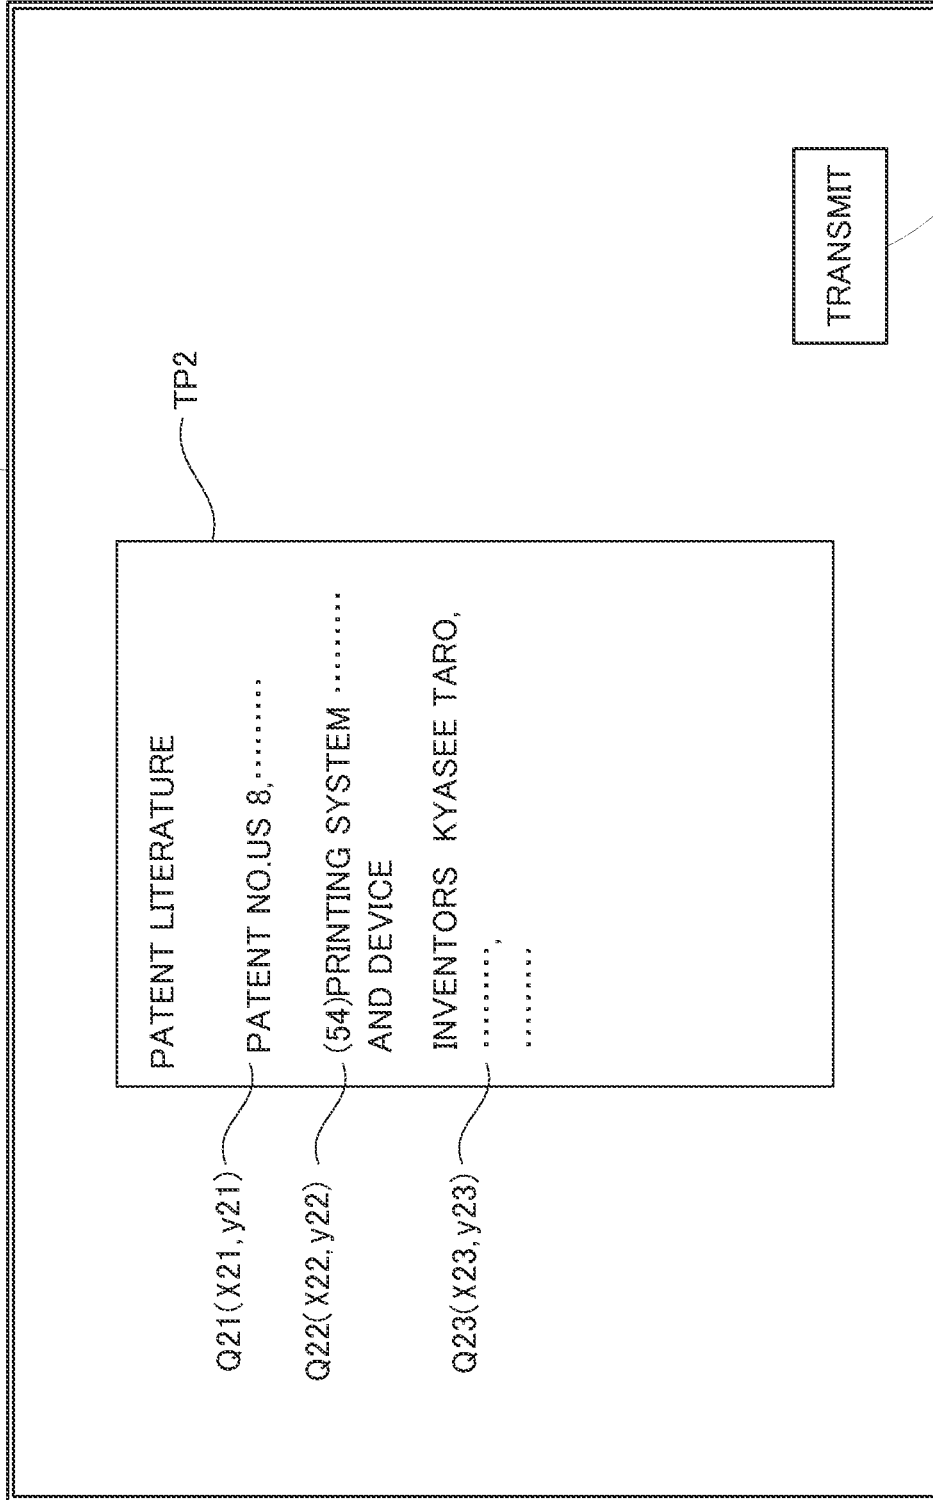 TP2
PATENT LITERATURE
Q21(X21,y21)
PATENT NO.US 8,.........
Q22(X22,y22)
(54)PRINTING SYSTEM .........
AND DEVICE
INVENTORS KYASEE TARO,
Q23(X23,y23)
.........,
.........
TRANSMIT